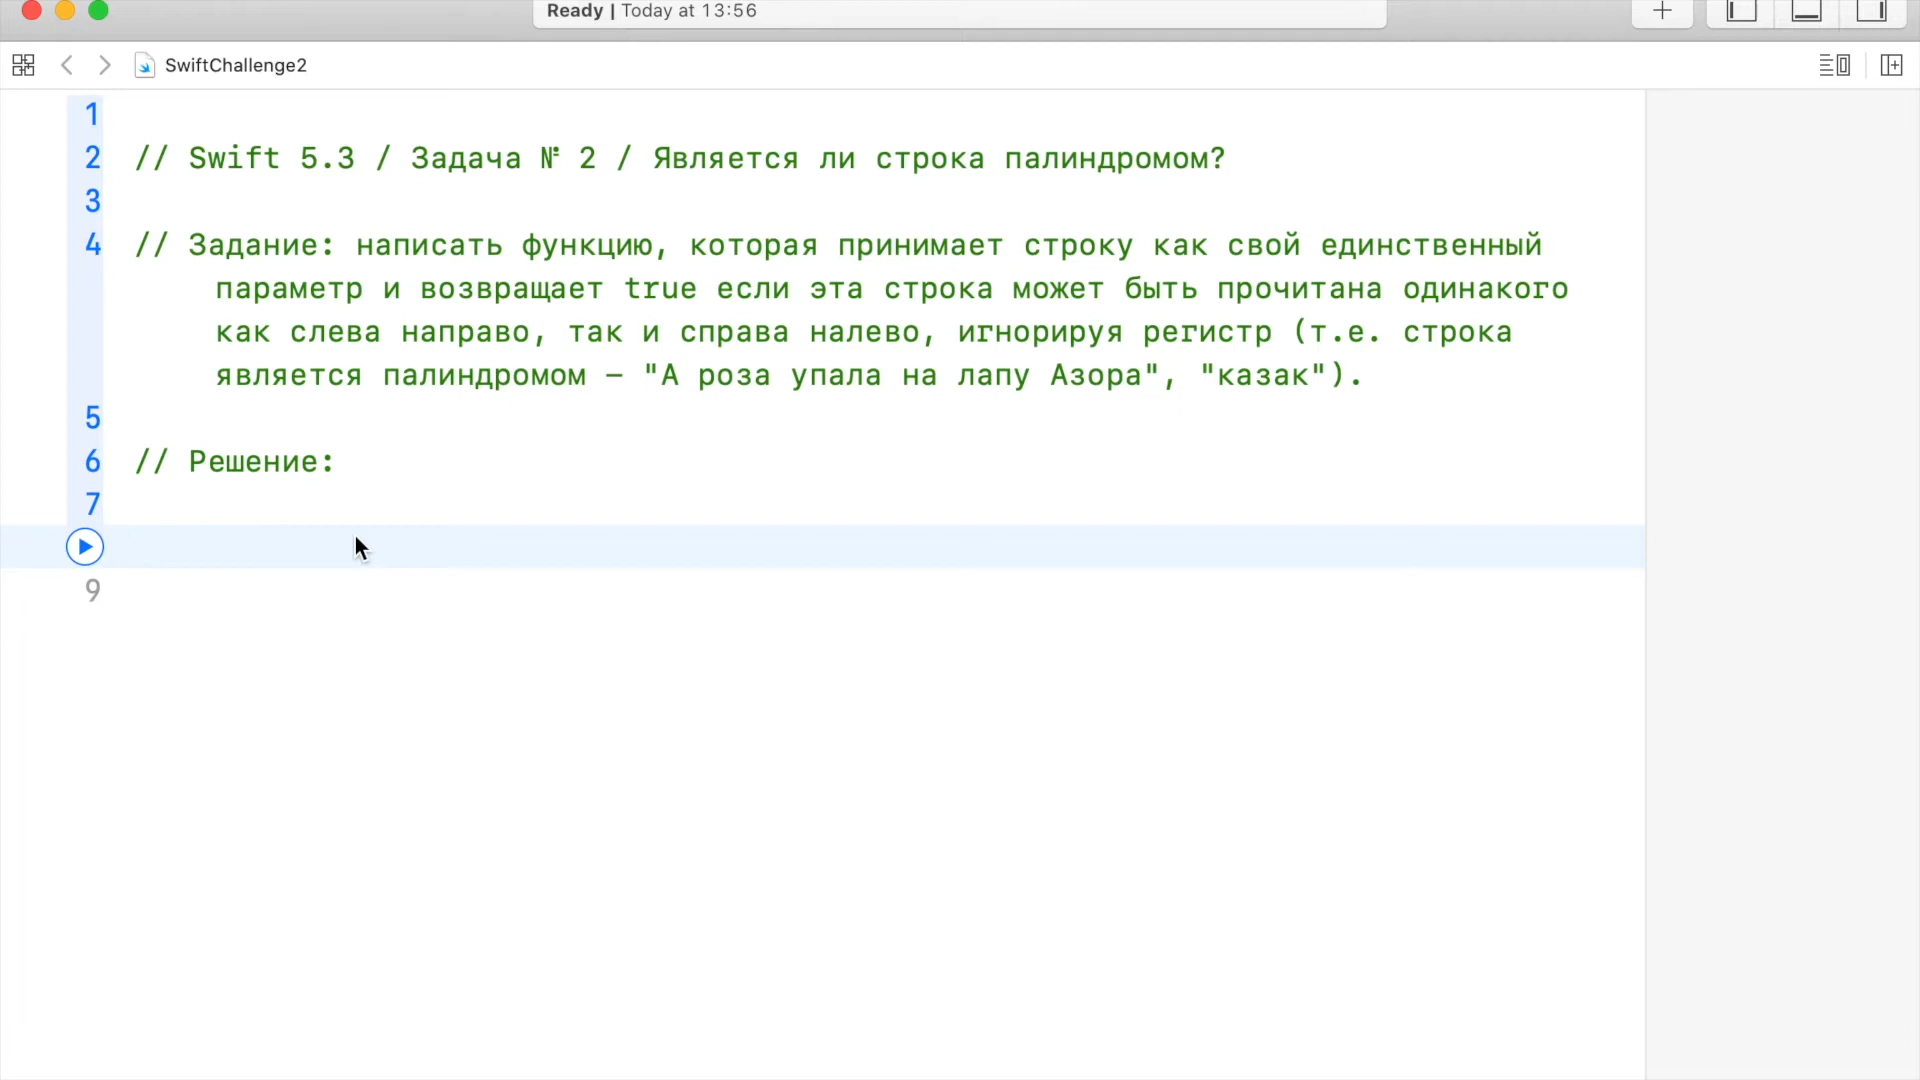 Ready | Today at 13:56
SwiftChallenge2
1
2 // Swift 5.3 / Задача № 2 / Является ли строка палиндромом?
3
4 // Задание: написать функцию, которая принимает строку как свой единственный
параметр и возвращает true если эта строка может быть прочитана одинакого
как слева направо, так и справа налево, игнорируя регистр (т.е. строка
является палиндромом – "А роза упала на лапу Азора", "казак").
5
6 // Решение:
7
9